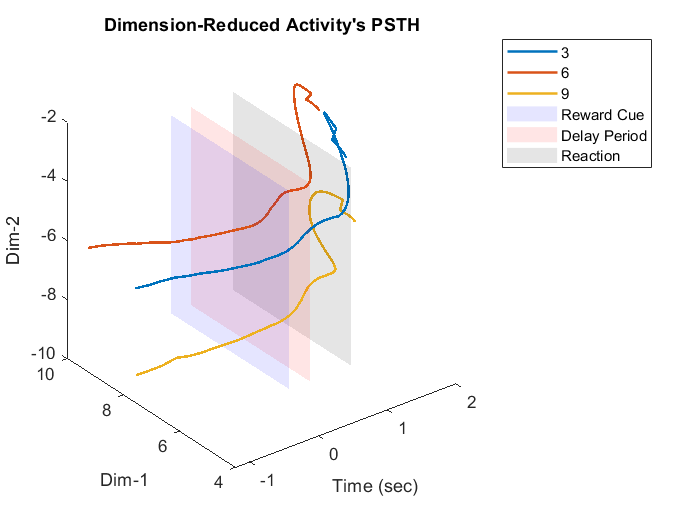 Dimension-Reduced Activity's PSTH
3
6
9
Reward Cue
Delay Period
Reaction
-2
-4
-6
-8
-10
Dim-2
10
8
6
4
Dim-1
-1
0
1
2
Time (sec)